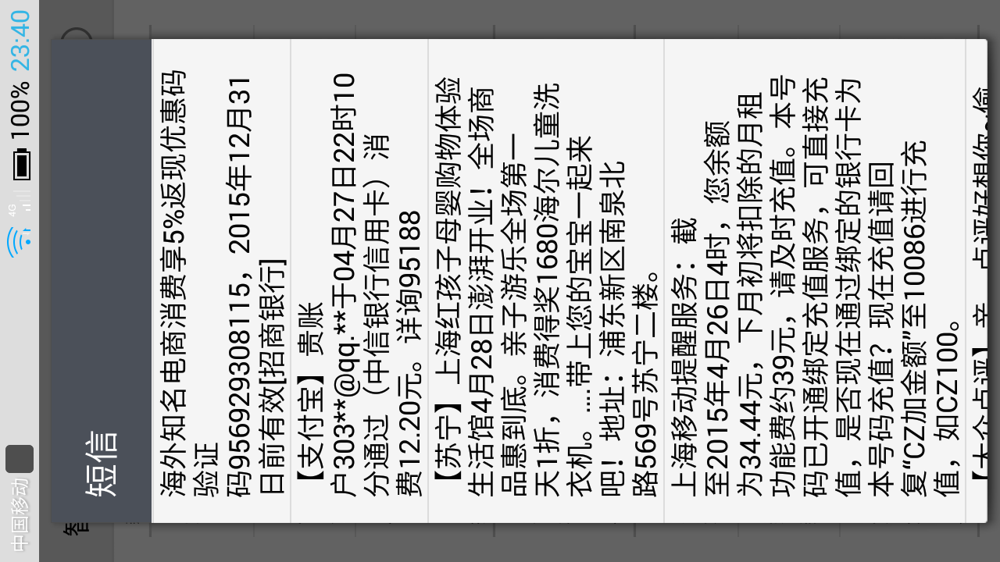 中国移动 4G 100% 23:40
智
短信
海外知名电商消费享5%返现优惠码
验证
码956929308115，2015年12月31
日前有效[招商银行]
【支付宝】贵账
户303**@qq.**于04月27日22时10
分通过（中信银行信用卡）消
费12.20元。详询95188
【苏宁】上海红孩子母婴购物体验
生活馆4月28日澎湃开业！全场商
品惠到底。亲子游乐全场第一
天1折，消费得奖1680海尔儿童洗
衣机。....带上您的宝宝一起来
吧！地址：浦东新区南泉北
路569号苏宁二楼。
上海移动提醒服务：截
至2015年4月26日4时，您余额
为34.44元，下月初将扣除的月租
功能费约39元，请及时充值。本号
码已开通绑定充值服务，可直接充
值，是否现在通过绑定的银行卡为
本号码充值？现在充值请回
复“CZ加金额”至10086进行充
值，如CZ100。
【大众点评】亲，点评好想你~偷